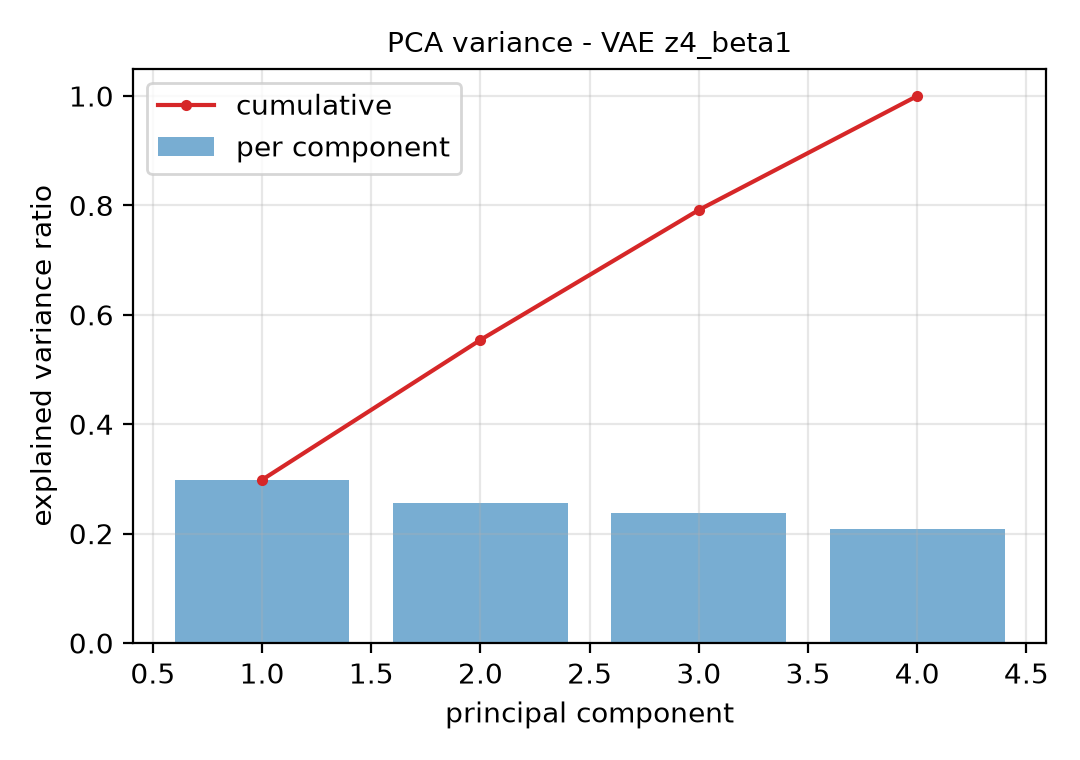 PCA variance - VAE z4_beta1
cumulative
per component
explained variance ratio
1.0
0.8
0.6
0.4
0.2
0.0
0.5 1.0 1.5 2.0 2.5 3.0 3.5 4.0 4.5
principal component